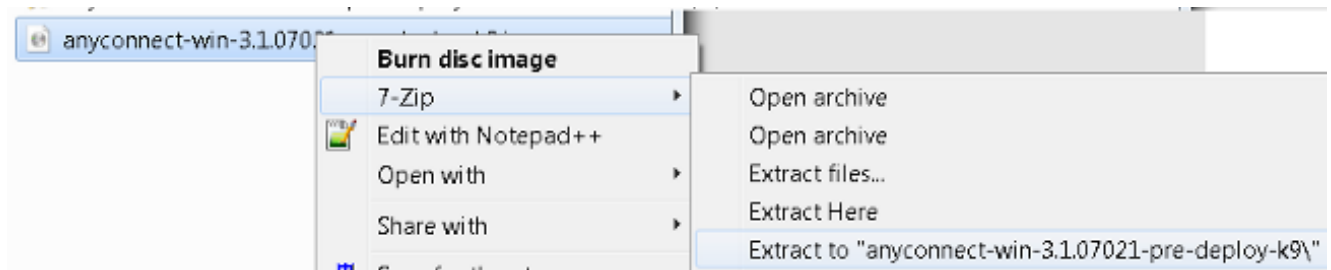 anyconnect-win-3.1.070
Burn disc image
7-Zip
Edit with Notepad++
Open with
Share with
Open archive
Open archive
Extract files...
Extract Here
Extract to "anyconnect-win-3.1.07021-pre-deploy-k9\"